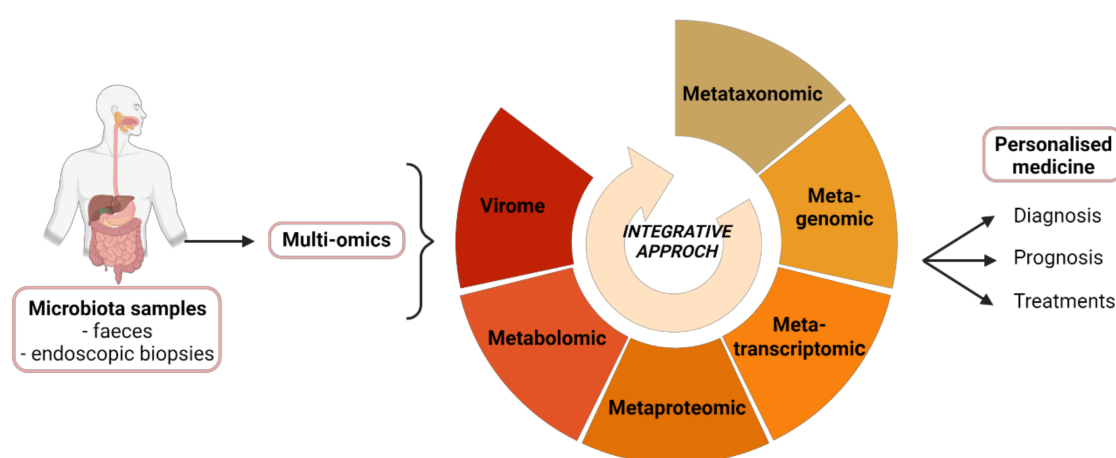 Microbiota samples
- faeces
- endoscopic biopsies
Multi-omics
Metataxonomic
Meta-
genomic
Meta-
transcriptomic
Metaproteomic
Metabolomic
Virome
INTEGRATIVE
APPROCH
Personalised
medicine
Diagnosis
Prognosis
Treatments